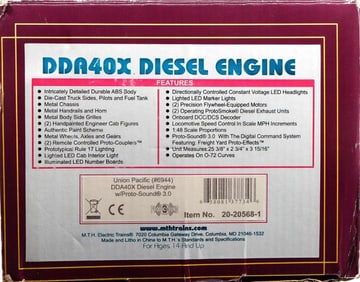 DDA40X DIESEL ENGINE
FEATURES
Intricately Detailed Durable ABS Body
Die-Cast Truck Sides, Pilots and Fuel Tank
Metal Chassis
Metal Handrails and Horn
Metal Body Side Grilles
(2) Handpainted Engineer Cab Figures
Authentic Paint Scheme
Metal Wheels, Axles and Gears
(2) Remote Controlled Proto-Couplers™
Prototypical Rule 17 Lighting
Lighted LED Cab Interior Light
Illuminated LED Number Boards
Directionally Controlled Constant Voltage LED Headlights
Lighted LED Marker Lights
(2) Precision Flywheel-Equipped Motors
(2) Operating ProtoSmoke® Diesel Exhaust Units
Onboard DCC/DCS Decoder
Locomotive Speed Control In Scale MPH Increments
1:48 Scale Proportions
Proto-Sound® 3.0 With The Digital Command System
Featuring: Freight Yard Proto-Effects™
Unit Measures: 25 3/8" x 2 3/4" x 3 15/16"
Operates On O-72 Curves
Union Pacific (#6944)
DDA40X Diesel Engine
w/Proto-Sound® 3.0
Item No. 20-20568-1
www.mthtrains.com
M.T.H. Electric Trains® 7020 Columbia Gateway Drive, Columbia MD 21046-1532
Made and Litho in China to M.T.H.'s Standards and Specifications
For Ages 14 And Up